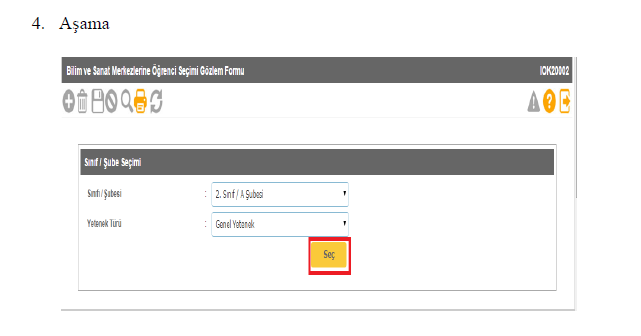 4. Aşama
Bilim ve Sanat Merkezlerine Öğrenci Seçimi Gözlem Formu IOK20002
Sınıf / Şube Seçimi
Sınıfı / Şubesi : 2. Sınıf / A Şubesi
Yetenek Türü : Genel Yetenek
Seç